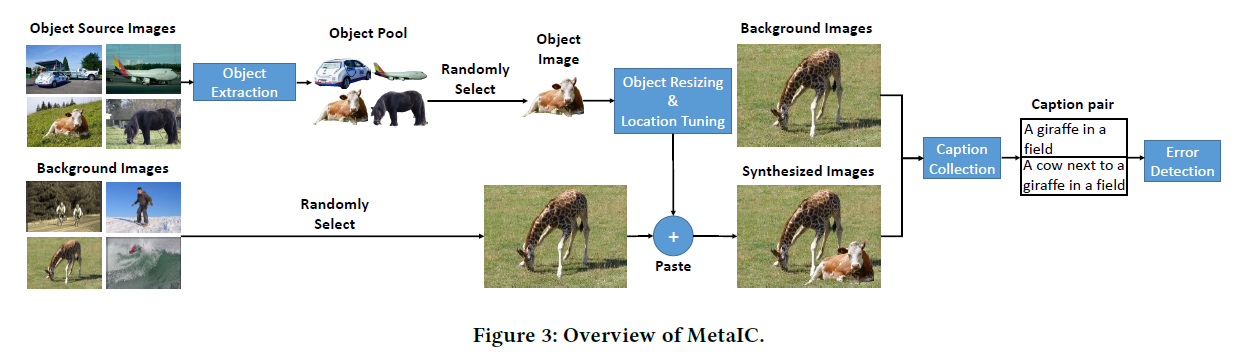 Object Source Images
Object
Extraction
Object Pool
Randomly
Select
Object
Image
Object Resizing
&
Location Tuning
Background Images
Caption
Collection
Caption pair
A giraffe in a
field
A cow next to a
giraffe in a field
Error
Detection
Background Images
Randomly
Select
+
Paste
Synthesized Images
Figure 3: Overview of MetaIC.